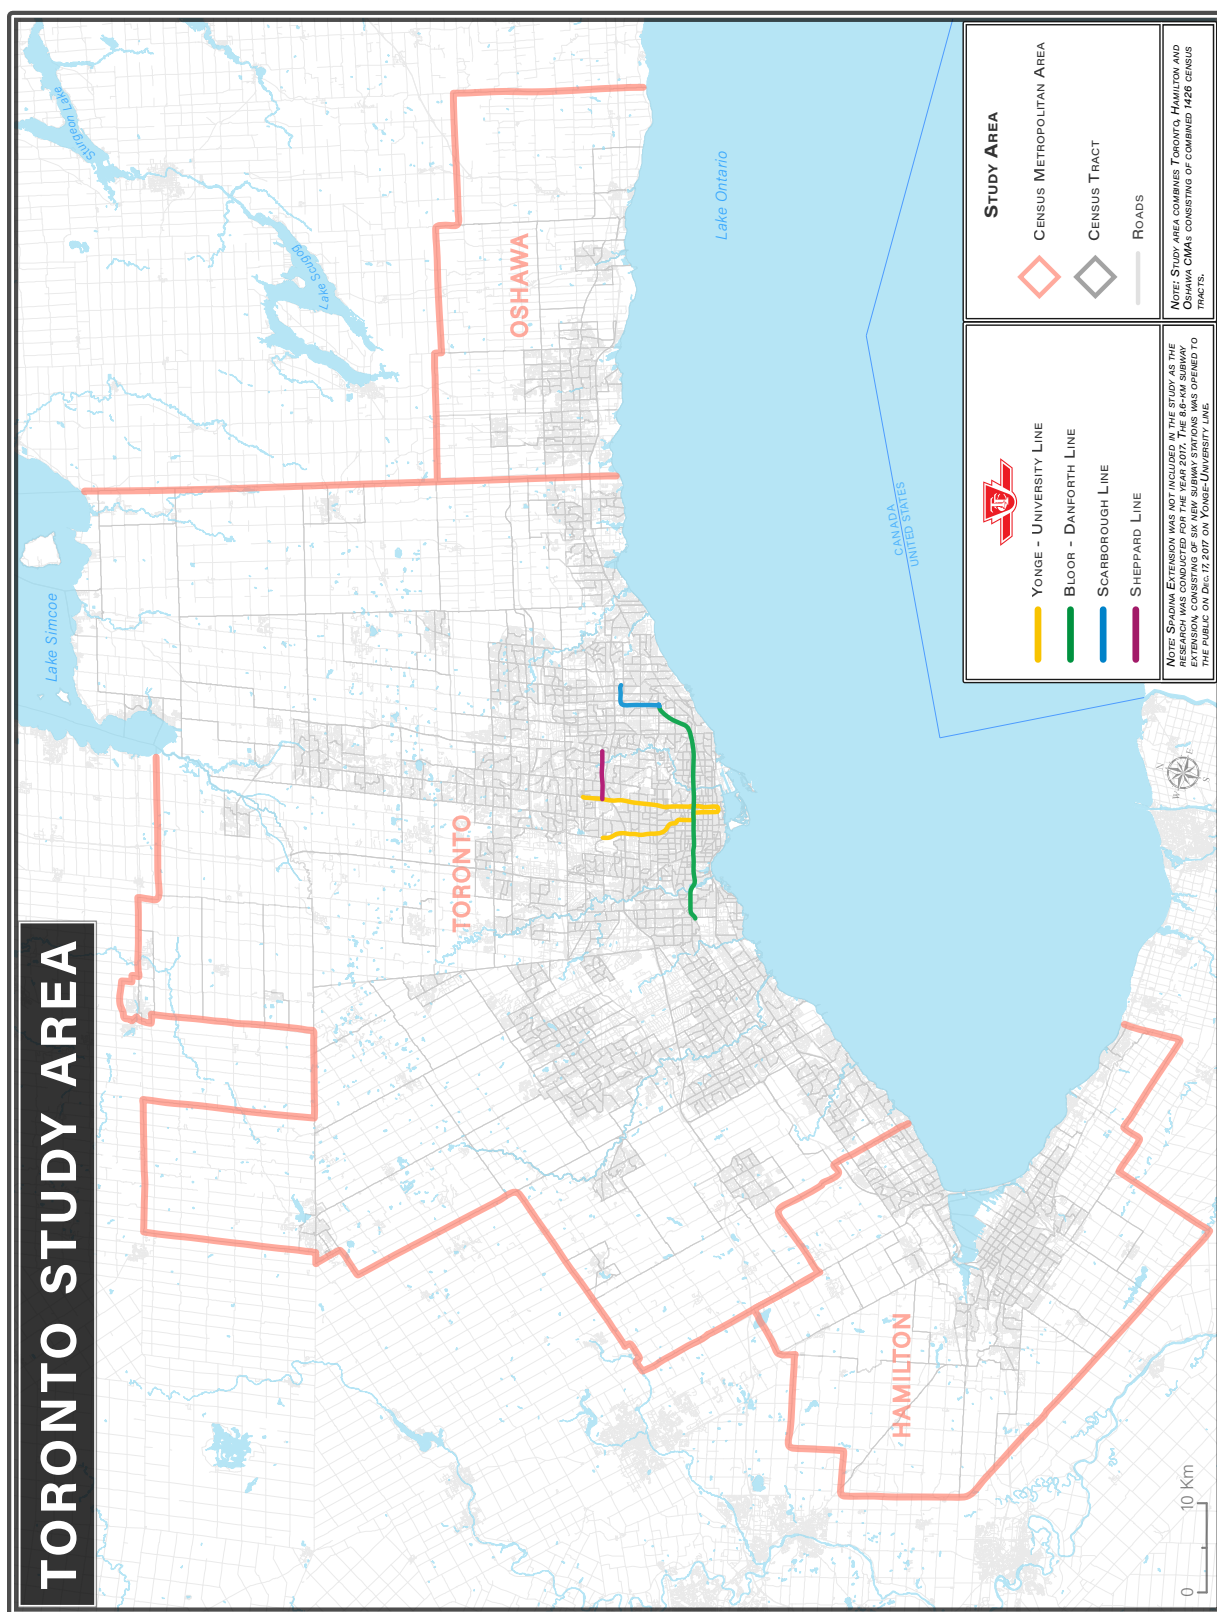 TORONTO STUDY AREA
Lake Simcoe
Sturgeon Lake
Lake Scugog
TORONTO
OSHAWA
HAMILTON
Lake Ontario
CANADA
UNITED STATES
YONGE - UNIVERSITY LINE
BLOOR - DANFORTH LINE
SCARBOROUGH LINE
SHEPPARD LINE
NOTE: SPADINA EXTENSION WAS NOT INCLUDED IN THE STUDY AS THE
RESEARCH WAS CONDUCTED FOR THE YEAR 2017. THE 8.6-KM SUBWAY
EXTENSION, CONSISTING OF SIX NEW SUBWAY STATIONS WAS OPENED TO
THE PUBLIC ON DEC. 17, 2017 ON YONGE-UNIVERSITY LINE.
STUDY AREA
CENSUS METROPOLITAN AREA
CENSUS TRACT
ROADS
NOTE: STUDY AREA COMBINES TORONTO, HAMILTON AND
OSHAWA CMAS CONSISTING OF COMBINED 1426 CENSUS
TRACTS.
N
E
S
W
0 10 Km